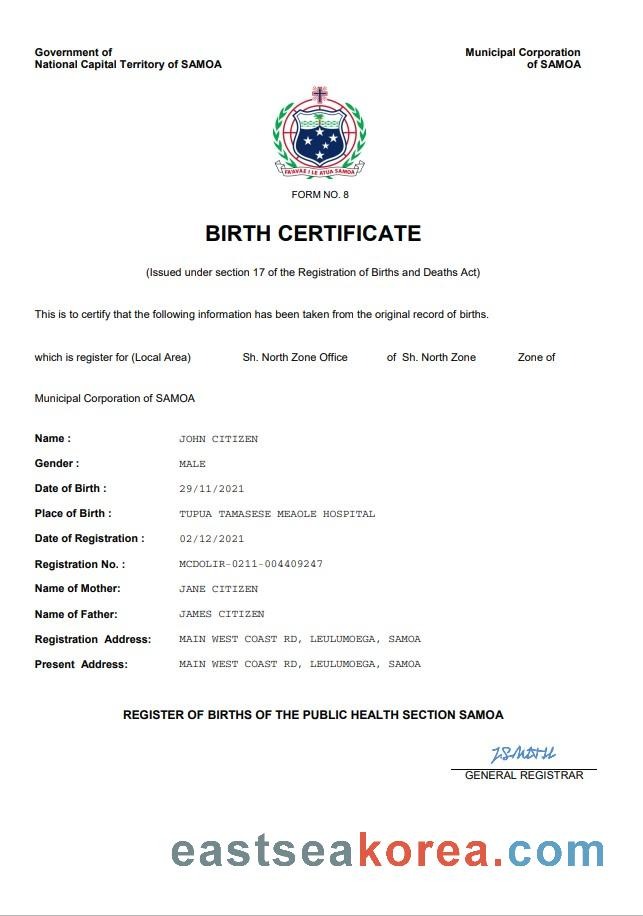 Government of
National Capital Territory of SAMOA
Municipal Corporation
of SAMOA
FA'AVAE I LE ATUA SAMOA
FORM NO. 8
BIRTH CERTIFICATE
(Issued under section 17 of the Registration of Births and Deaths Act)
This is to certify that the following information has been taken from the original record of births.
which is register for (Local Area) Sh. North Zone Office of Sh. North Zone Zone of
Municipal Corporation of SAMOA
Name : JOHN CITIZEN
Gender : MALE
Date of Birth : 29/11/2021
Place of Birth : TUPUA TAMASESE MEAOLE HOSPITAL
Date of Registration : 02/12/2021
Registration No. : MCDOLIR-0211-004409247
Name of Mother: JANE CITIZEN
Name of Father: JAMES CITIZEN
Registration Address: MAIN WEST COAST RD, LEULUMOEGA, SAMOA
Present Address: MAIN WEST COAST RD, LEULUMOEGA, SAMOA
REGISTER OF BIRTHS OF THE PUBLIC HEALTH SECTION SAMOA
GENERAL REGISTRAR
eastseakorea.com